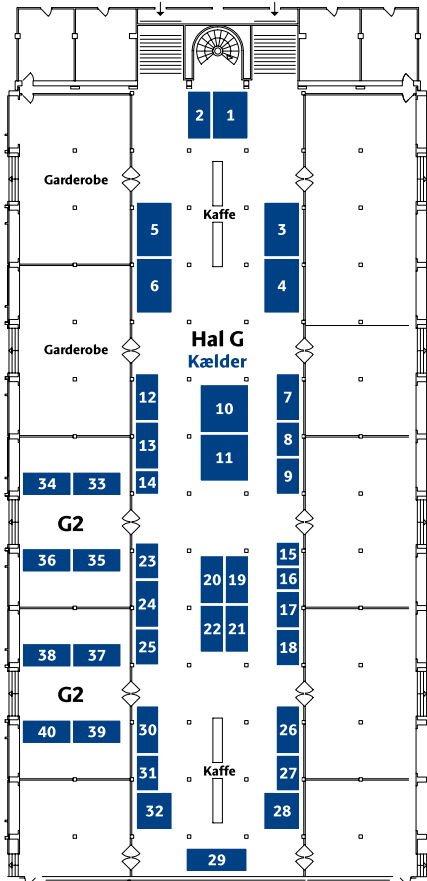 2 1
Garderobe
Kaffe
5 3
6 4
Hal G
Kælder
Garderobe
12 10 7
13 11 8
14 9
34 33
G2
36 35
23 20 19 15
16
24 22 21 17
25 18
38 37
G2
40 39
30 26
31 Kaffe 27
32 28
29